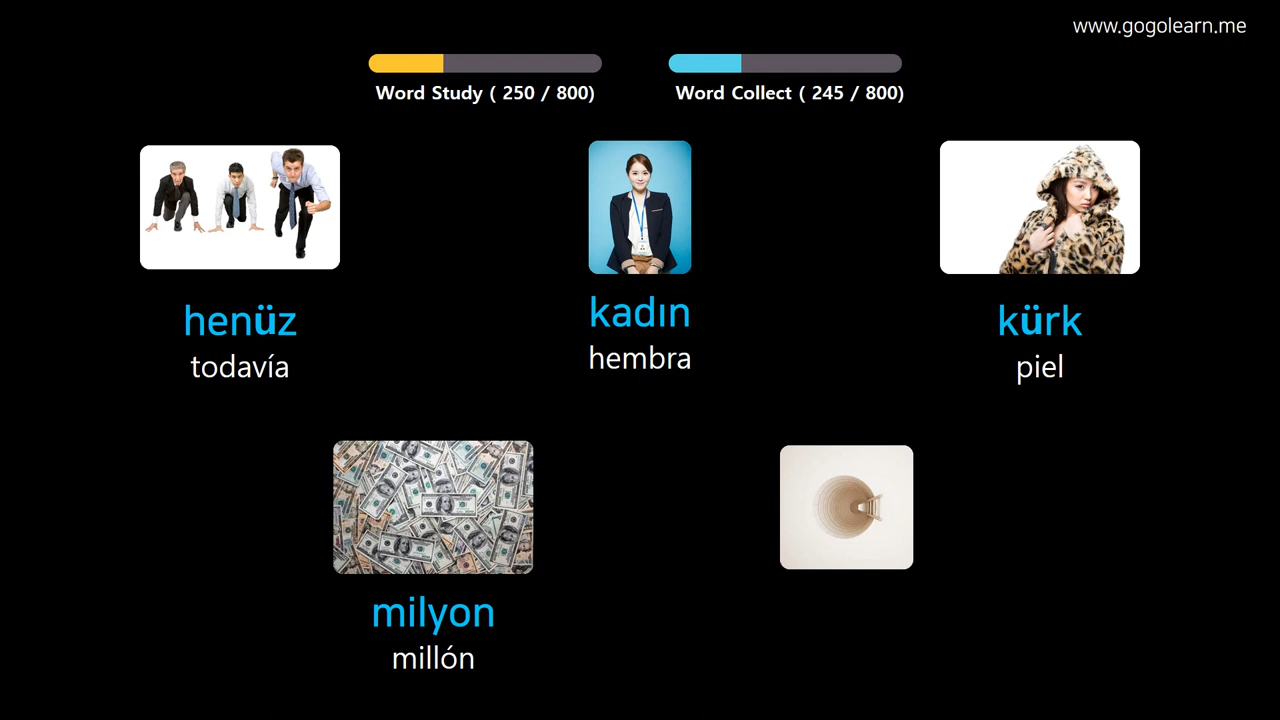 www.gogolearn.me
Word Study ( 250 / 800)
Word Collect ( 245 / 800)
henüz
todavía
kadın
hembra
kürk
piel
milyon
millón